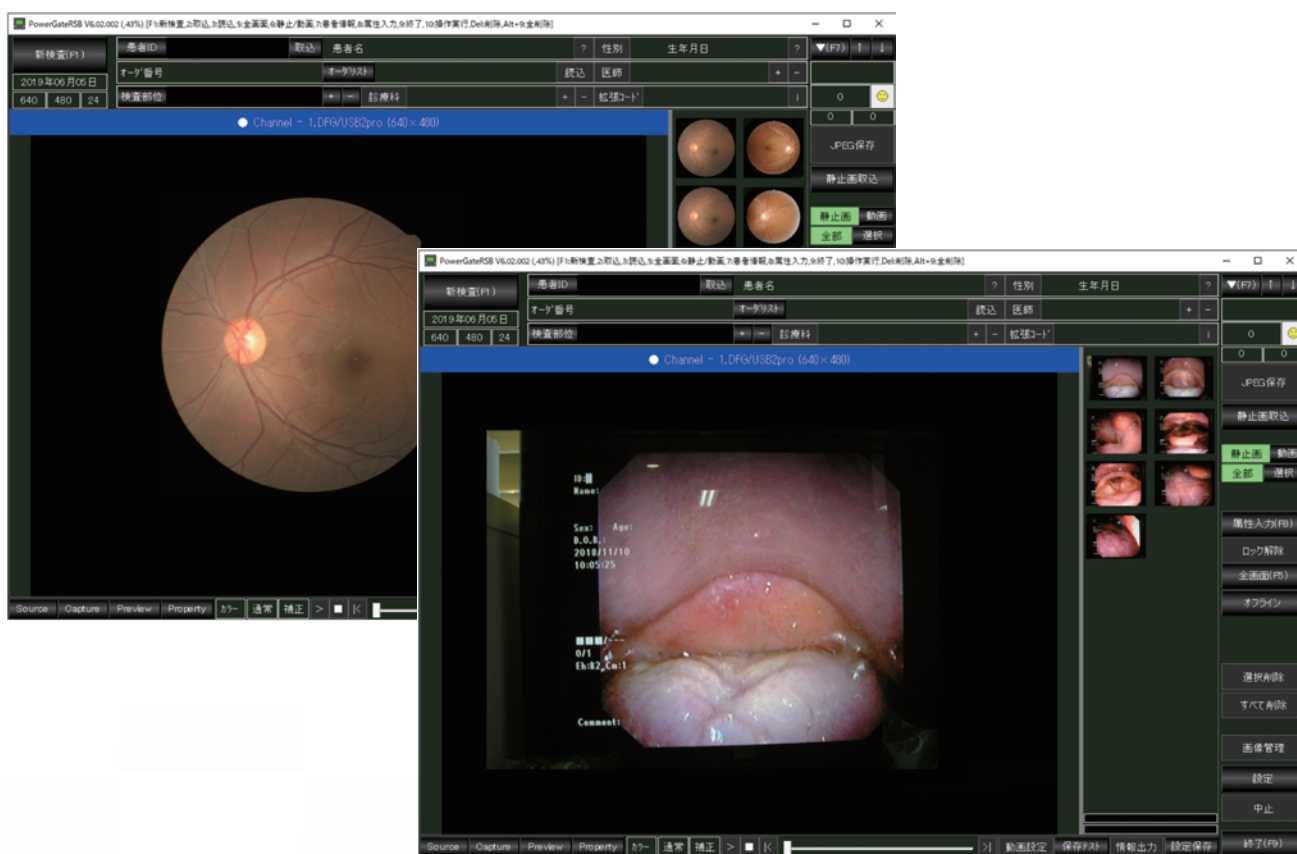 PowerGateRSB V6.02.002 (,43%) [F1:新検査,2:取込,3:読込,5:全画面,6:静止/動画,7:患者情報,8:属性入力,9:終了,10:操作実行,Del:削除,Alt+9:全削除]
新検査(F1) 患者ID 取込 患者名 ? 性別 生年月日 ? ▼(F7) ↑ ↓
2019年06月05日 オーダ番号 オーダリスト 読込 医師 + -
640 480 24 検査部位 + - 診療科 + - 拡張コード i 0
Channel - 1.DFG/USB2pro (640×480) 0 0
JPEG保存
静止画取込
静止画 動画
全部 選択
Source Capture Preview Property カラー 通常 補正 > ■ |<
PowerGateRSB V6.02.002 (,43%) [F1:新検査,2:取込,3:読込,5:全画面,6:静止/動画,7:患者情報,8:属性入力,9:終了,10:操作実行,Del:削除,Alt+9:全削除]
新検査(F1) 患者ID 取込 患者名 ? 性別 生年月日 ? ▼(F7) ↑ ↓
2019年06月05日 オーダ番号 オーダリスト 読込 医師 + -
640 480 24 検査部位 + - 診療科 + - 拡張コード i 0
Channel - 1.DFG/USB2pro (640×480) 0 0
JPEG保存
静止画取込
静止画 動画
全部 選択
属性入力(F8)
ロック解除
全画面(F5)
オフライン
選択削除
すべて削除
画像管理
設定
中止
終了(F9)
ID:
Name:
Sex: Age:
D.O.B.:
2018/11/10
10:05:25
/---
0/1
Eh:B2,Cm:1
Comment:
Source Capture Preview Property カラー 通常 補正 > ■ |< >| 動画設定 保存テスト 情報出力 設定保存